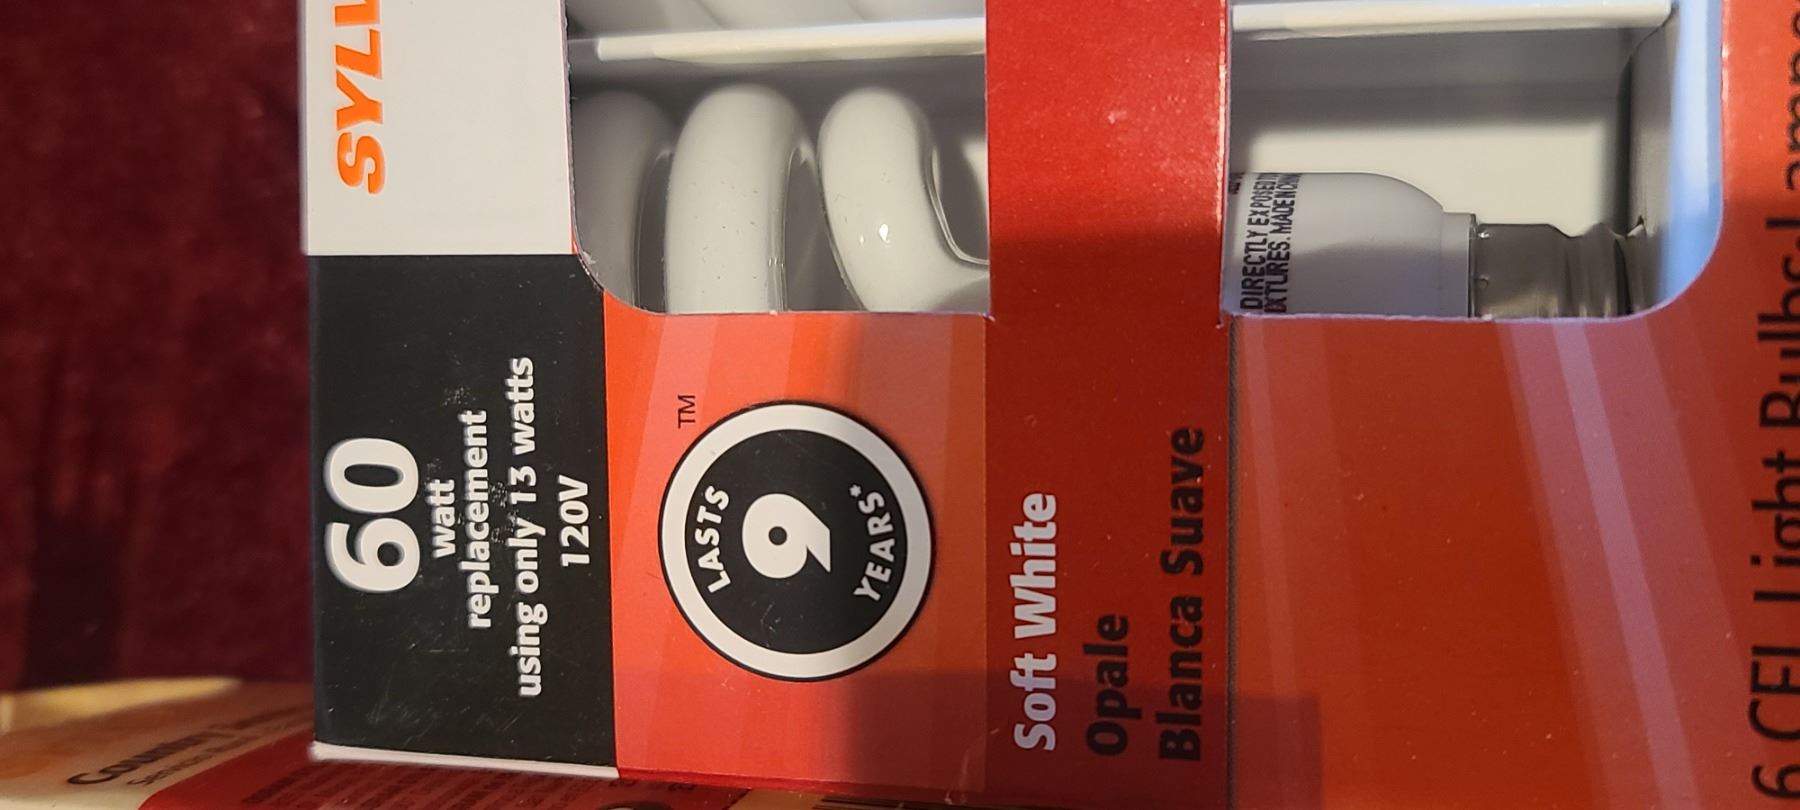 SYLV
60
watt
replacement
using only 13 watts
120V
LASTS
9
YEARS*
TM
Soft White
Opale
Blanca Suave
DIRECTLY EXPOSED
MADE IN CHINA
6 CFL Light Bulbs